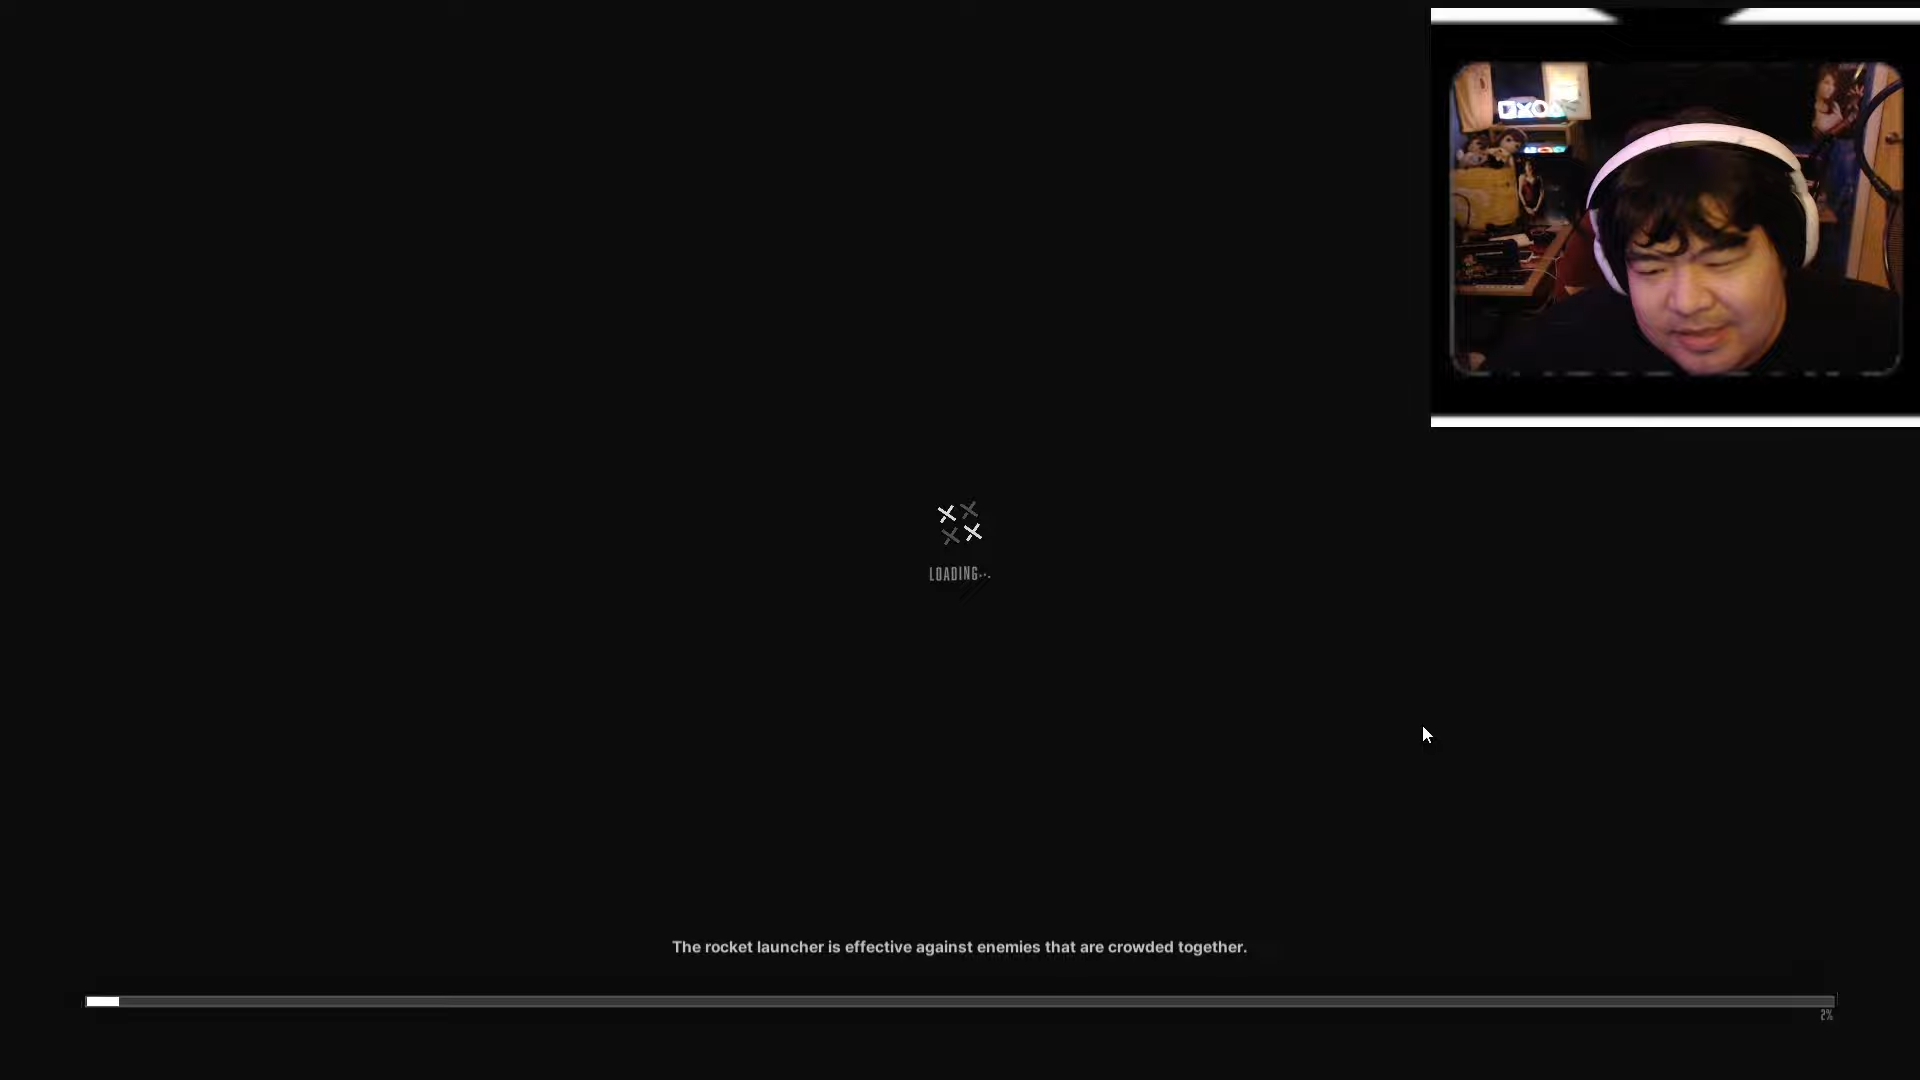 LOADING...
The rocket launcher is effective against enemies that are crowded together.
2%